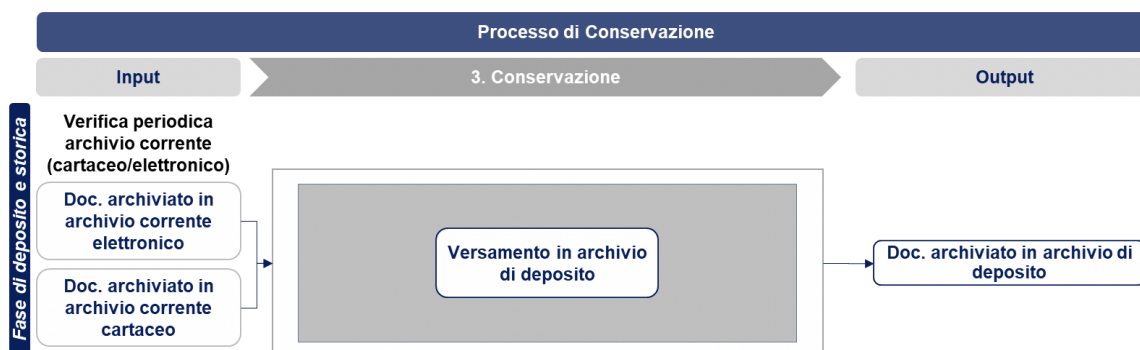 Processo di Conservazione
Input
3. Conservazione
Output
Fase di deposito e storica
Verifica periodica
archivio corrente
(cartaceo/elettronico)
Doc. archiviato in
archivio corrente
elettronico
Doc. archiviato in
archivio corrente
cartaceo
Versamento in archivio
di deposito
Doc. archiviato in archivio di
deposito